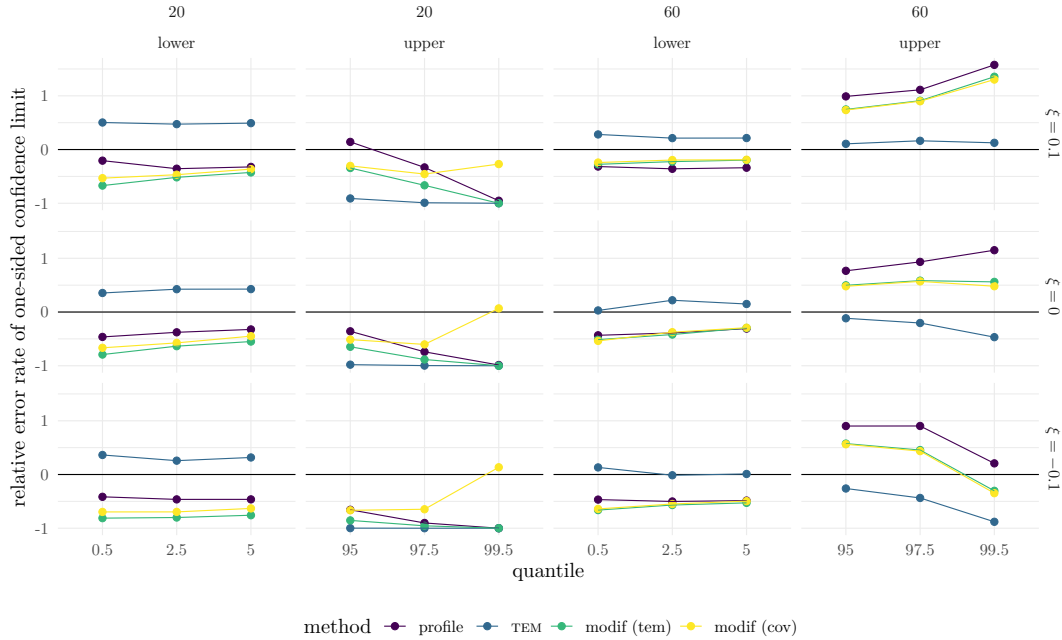 20 20 60 60
lower upper lower upper
relative error rate of one-sided confidence limit
1
0
-1
ξ = 0.1
1
0
-1
ξ = 0
1
0
-1
ξ = −0.1
0.5 2.5 5 95 97.5 99.5 0.5 2.5 5 95 97.5 99.5
quantile
method profile TEM modif (tem) modif (cov)